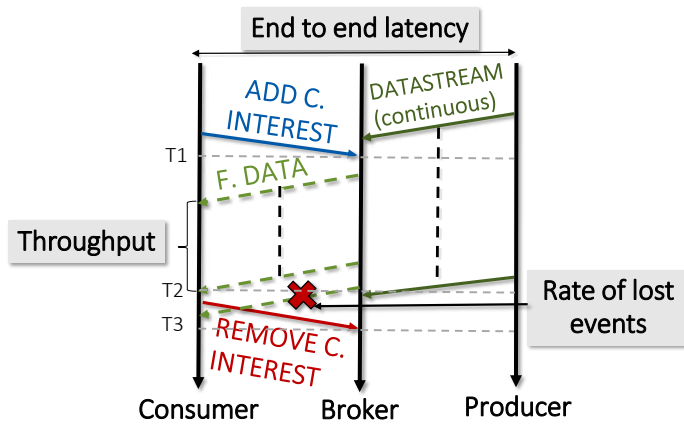 End to end latency
ADD C.
INTEREST
DATASTREAM
(continuous)
T1
F. DATA
Throughput
T2
T3
Rate of lost
events
REMOVE C.
INTEREST
Consumer
Broker
Producer